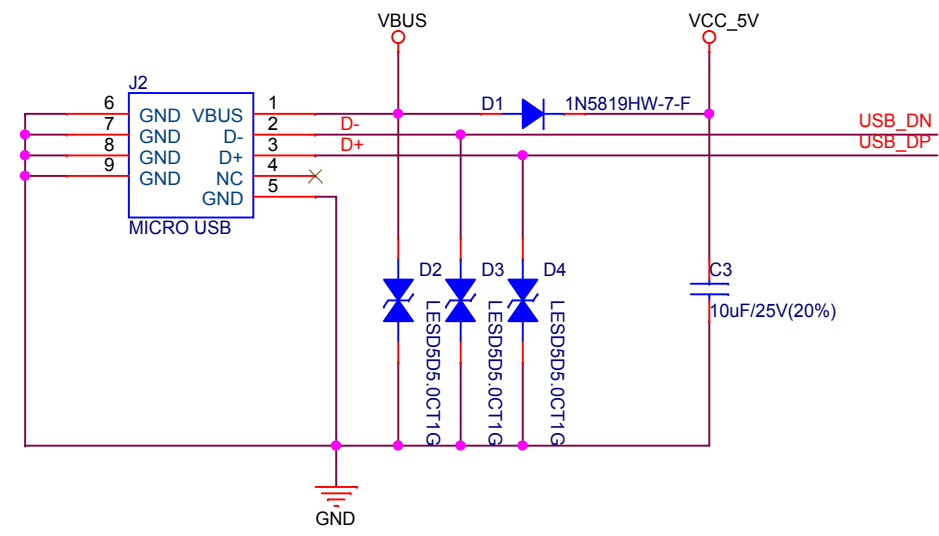 VBUS
VCC_5V
J2
D1
1N5819HW-7-F
6 GND VBUS 1
7 GND D- 2 D-
8 GND D+ 3 D+
9 GND NC 4
GND 5
MICRO USB
USB_DN
USB_DP
D2
D3
D4
LESD5D5.0CT1G
LESD5D5.0CT1G
LESD5D5.0CT1G
C3
10uF/25V(20%)
GND